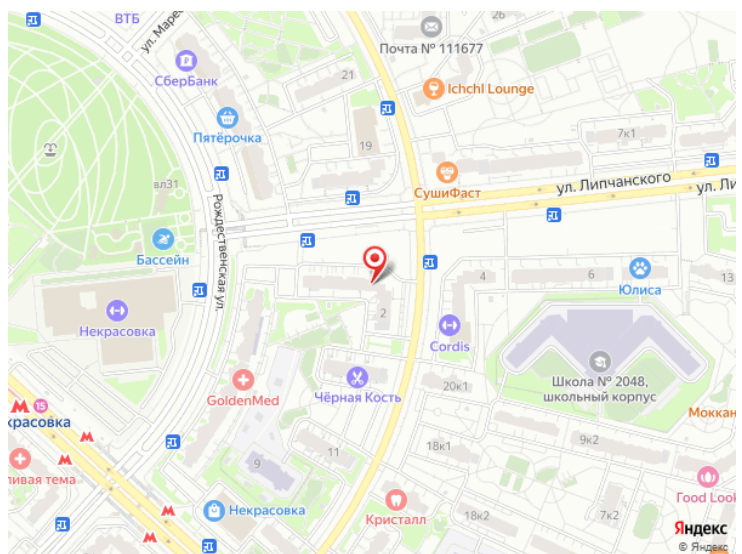 ВТБ
ул. Маре
Почта № 111677
СберБанк
21
Ichchl Lounge
Пятёрочка
19
7к1
СушиФаст
ул. Липчанского
ул. Ли
вл31
Рождественская ул.
Бассейн
4
6
13
Юлиса
Некрасовка
2
Cordis
GoldenMed
Чёрная Кость
20к1
Школа № 2048,
школьный корпус
Моккан
15
красовка
18к1
9к2
11
9
ливая тема
Некрасовка
Кристалл
18к2
7к2
Food Look
Яндекс
© Яндекс